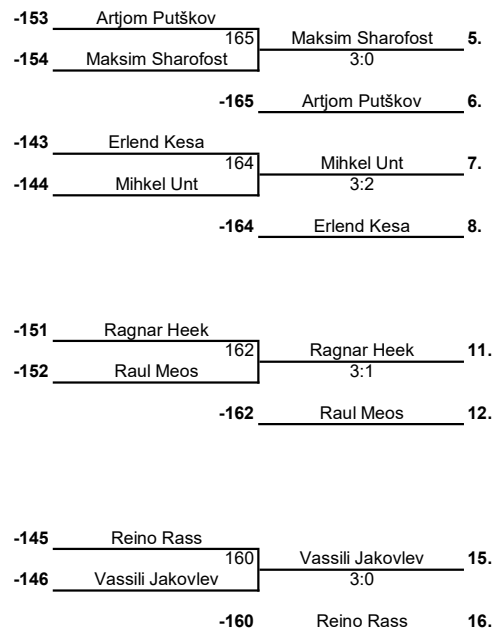 -153 Artjom Putškov
165 Maksim Sharofost 5.
-154 Maksim Sharofost 3:0
-165 Artjom Putškov 6.
-143 Erlend Kesa
164 Mihkel Unt 7.
-144 Mihkel Unt 3:2
-164 Erlend Kesa 8.
-151 Ragnar Heek
162 Ragnar Heek 11.
-152 Raul Meos 3:1
-162 Raul Meos 12.
-145 Reino Rass
160 Vassili Jakovlev 15.
-146 Vassili Jakovlev 3:0
-160 Reino Rass 16.